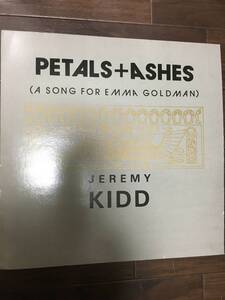 PETALS+ASHES
(A SONG FOR EMMA GOLDMAN)
JEREMY
KIDD